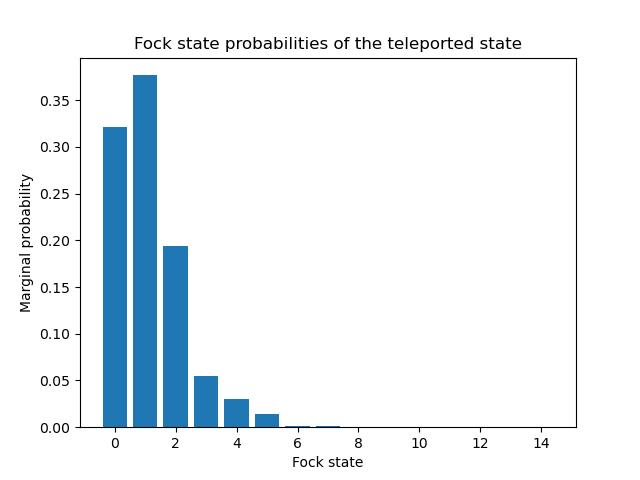 Fock state probabilities of the teleported state
Marginal probability
0.35
0.30
0.25
0.20
0.15
0.10
0.05
0.00
0 2 4 6 8 10 12 14
Fock state